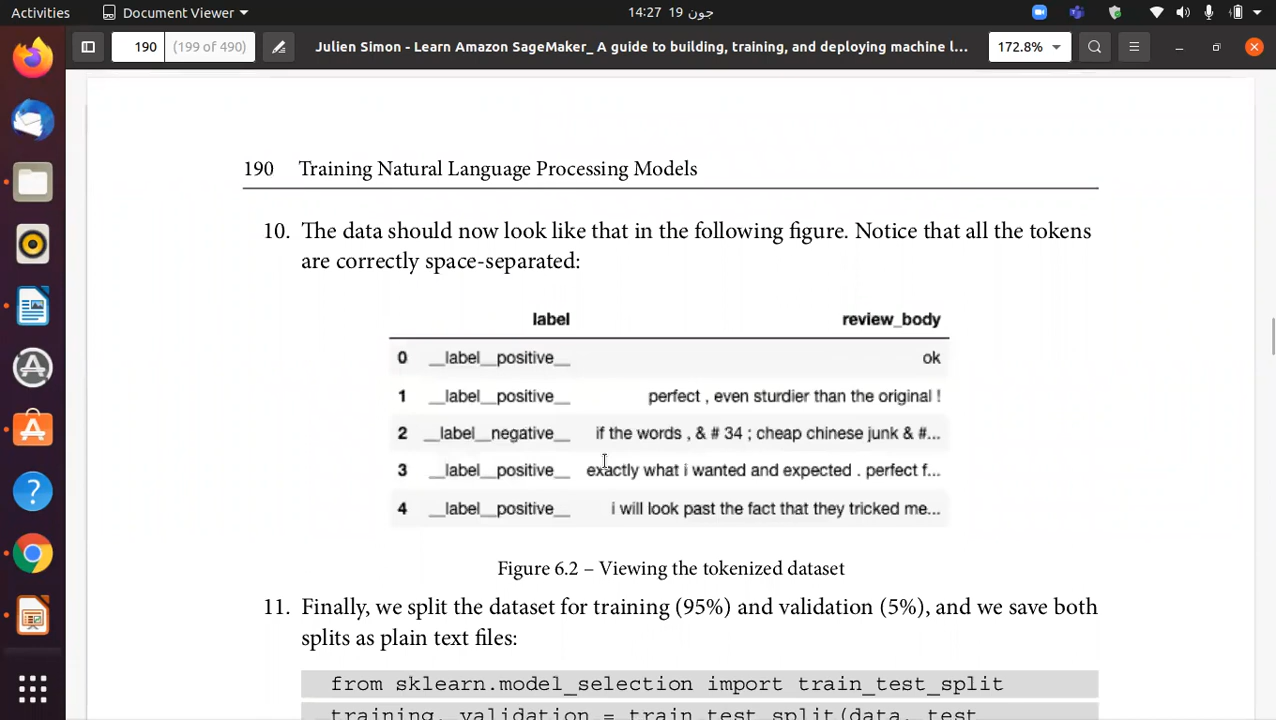 Activities
Document Viewer
14:27 19 جون
190
(199 of 490)
Julien Simon - Learn Amazon SageMaker_ A guide to building, training, and deploying machine l...
172.8%
190 Training Natural Language Processing Models
10. The data should now look like that in the following figure. Notice that all the tokens
are correctly space-separated:
label review_body
0 __label__positive__ ok
1 __label__positive__ perfect , even sturdier than the original !
2 __label__negative__ if the words , & # 34 ; cheap chinese junk & #...
3 __label__positive__ exactly what i wanted and expected . perfect f...
4 __label__positive__ i will look past the fact that they tricked me...
Figure 6.2 – Viewing the tokenized dataset
11. Finally, we split the dataset for training (95%) and validation (5%), and we save both
splits as plain text files:
from sklearn.model_selection import train_test_split
training, validation = train_test_split(data, test_